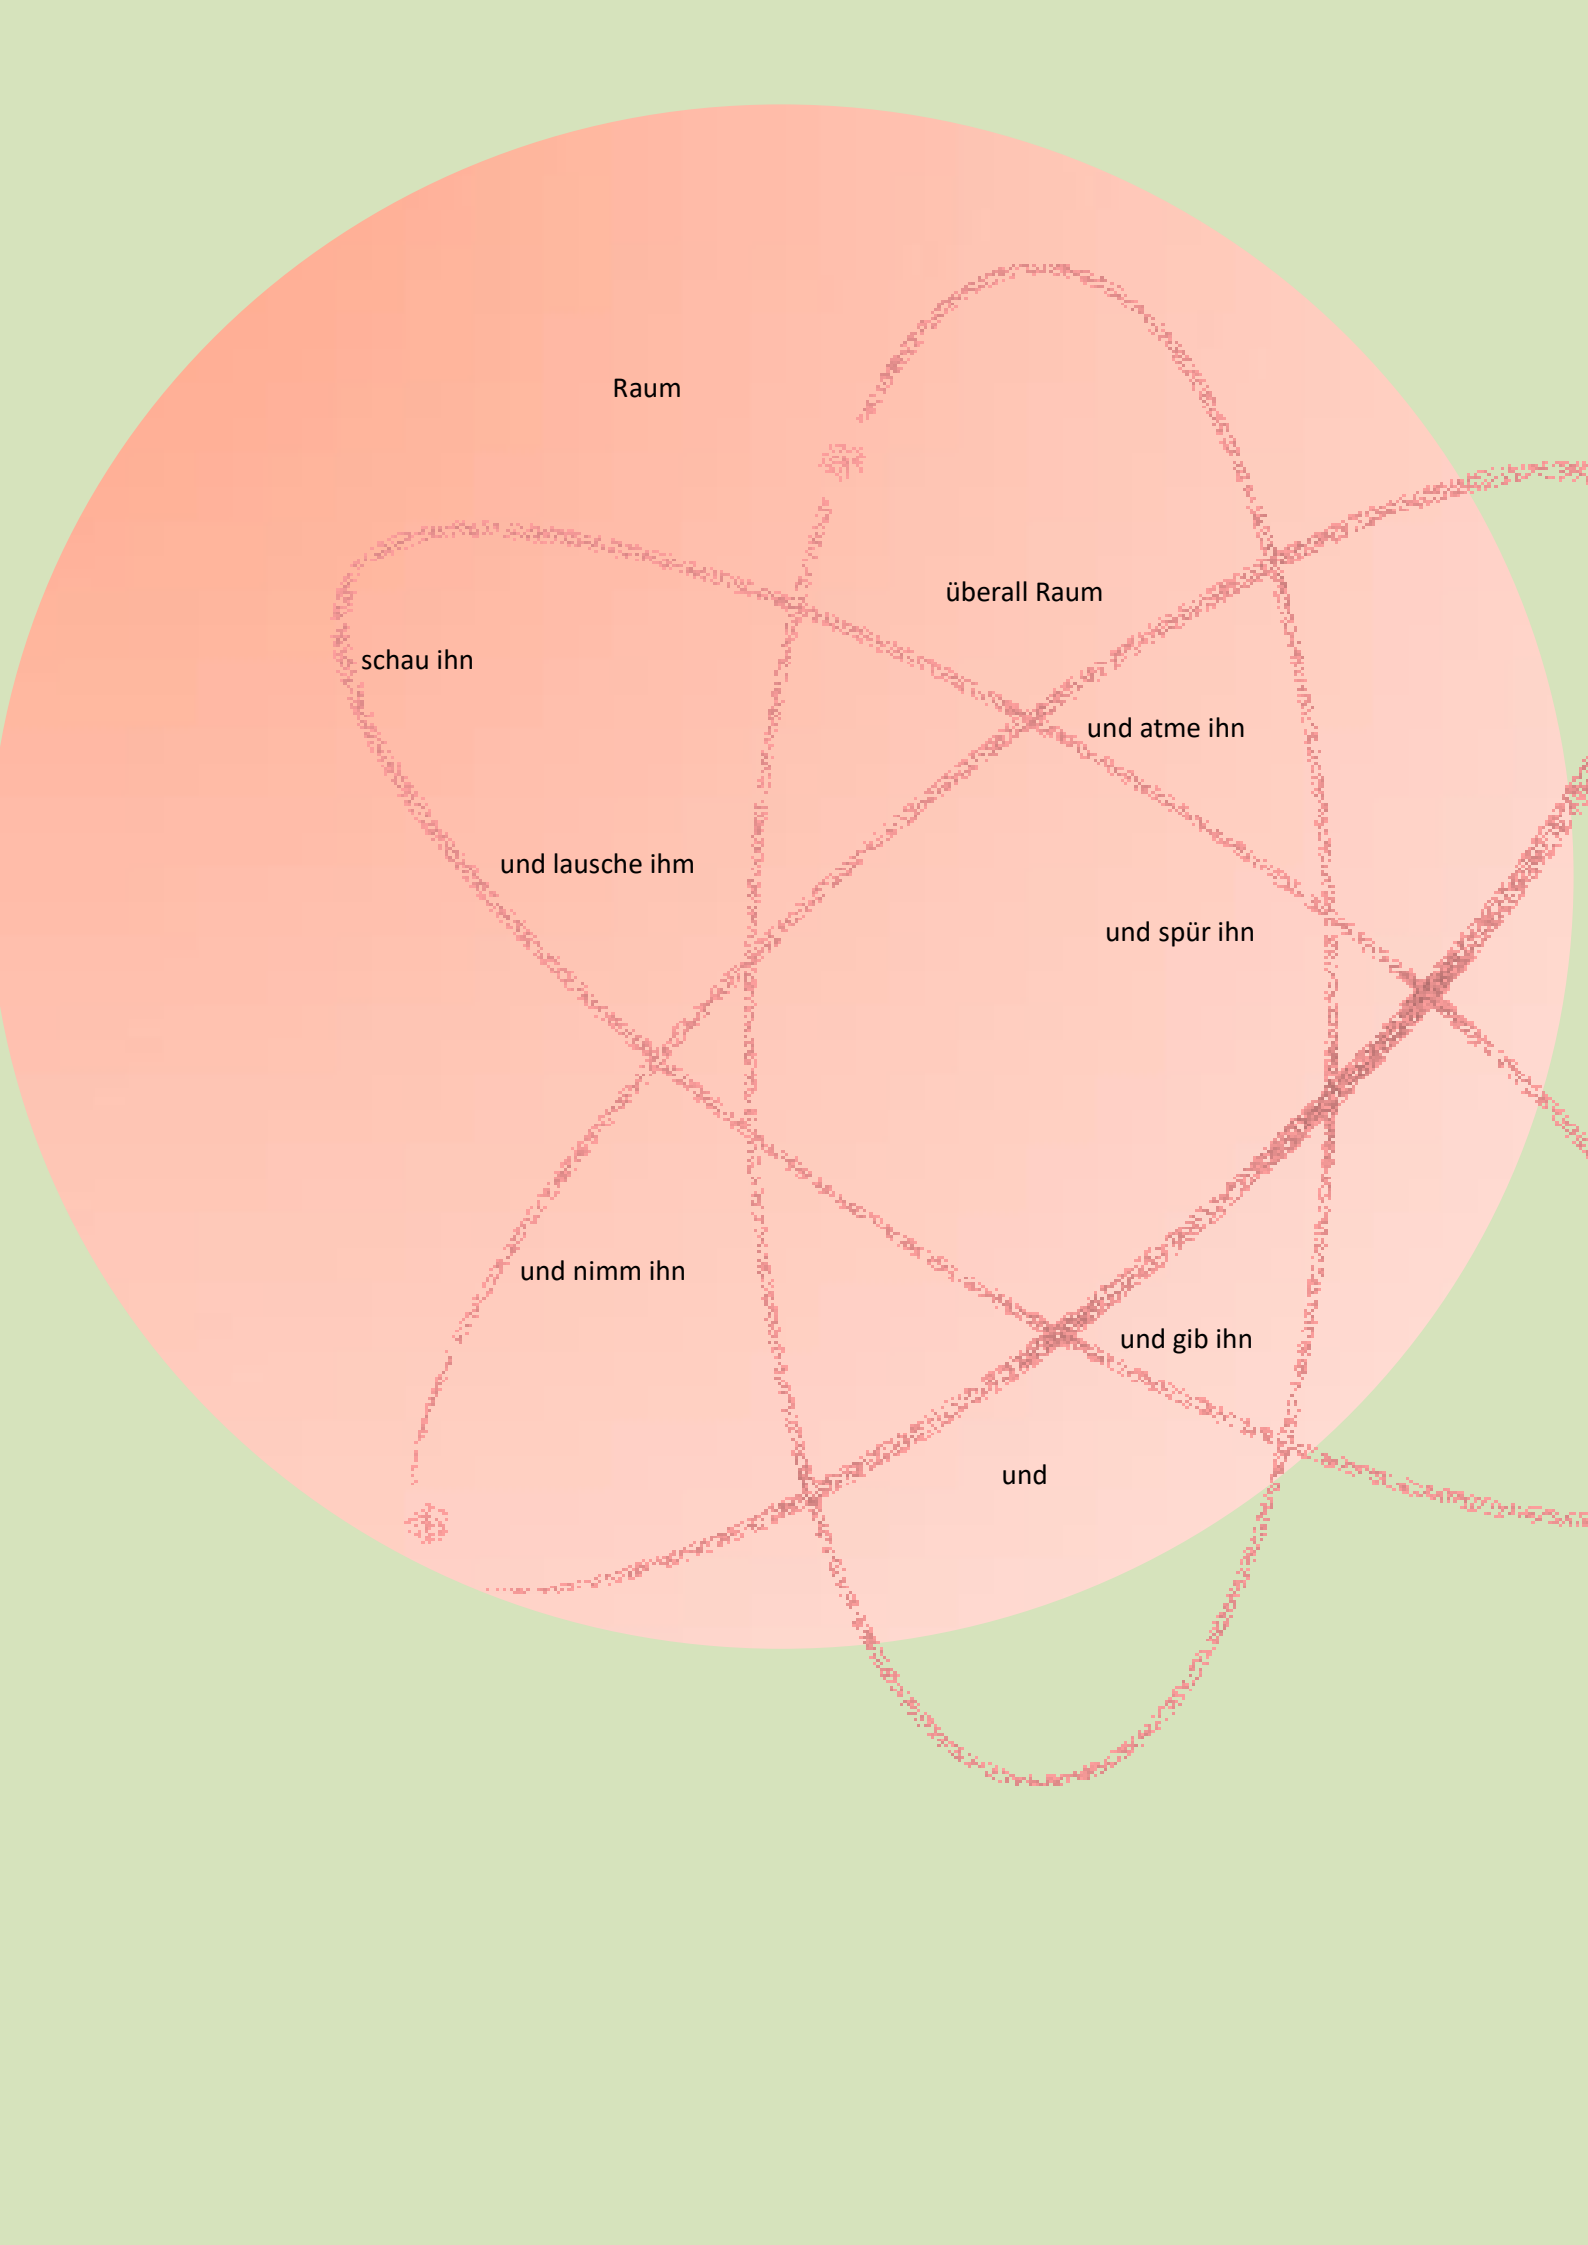 Raum
überall Raum
schau ihn
und atme ihn
und lausche ihm
und spür ihn
und nimm ihn
und gib ihn
und